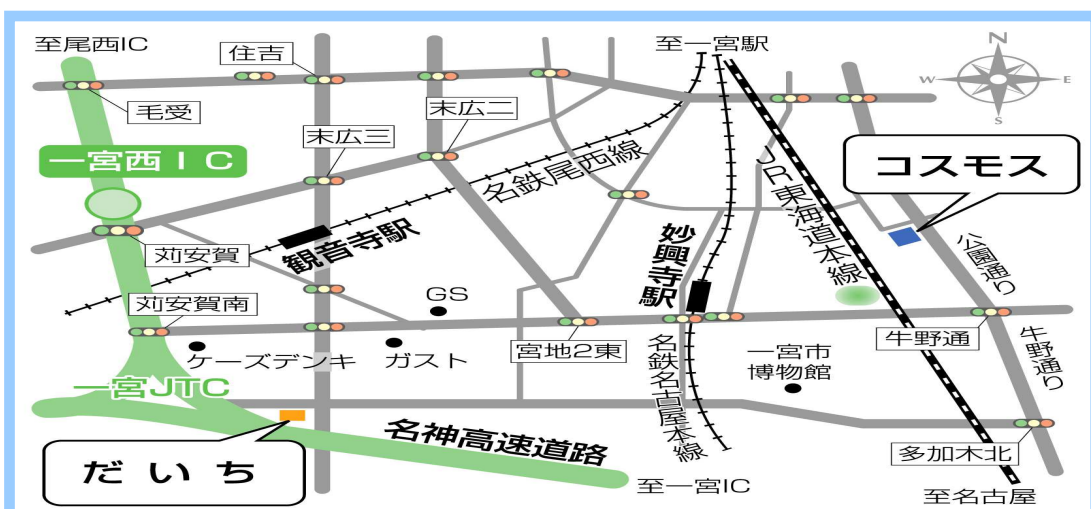 至尾西IC
住吉
至一宮駅
N
W
E
S
毛受
末広三
末広二
一宮西IC
名鉄尾西線
JR東海道本線
コスモス
苅安賀
観音寺駅
妙興寺駅
公園通り
苅安賀南
GS
ケーズデンキ
ガスト
宮地2東
名鉄名古屋本線
一宮市
博物館
牛野通
牛野通り
一宮JTC
だいち
名神高速道路
至一宮IC
多加木北
至名古屋